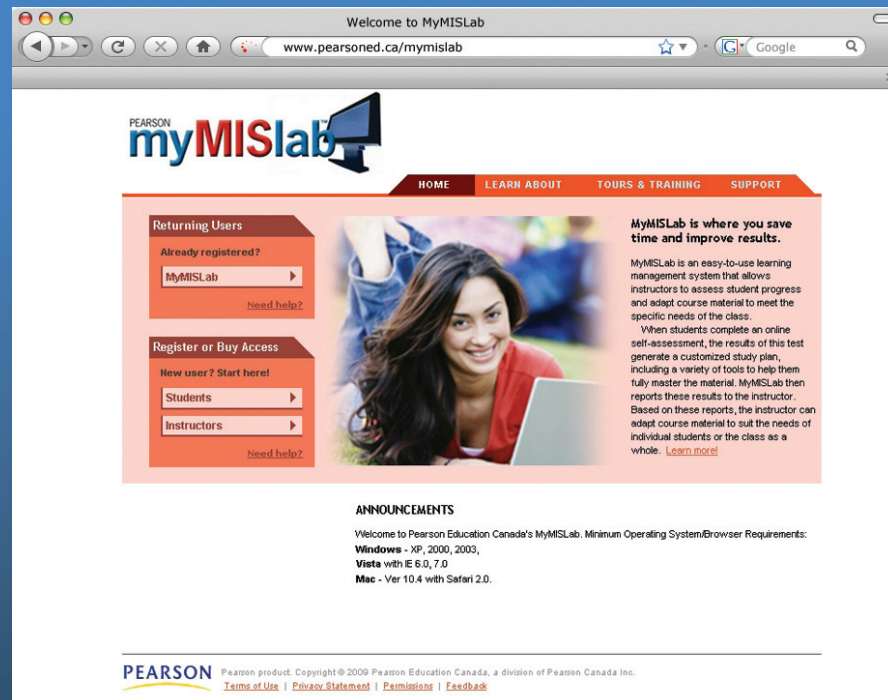 Welcome to MyMISLab
www.pearsoned.ca/mymislab
Google
PEARSON
myMISlab™
HOME LEARN ABOUT TOURS & TRAINING SUPPORT
Returning Users
Already registered?
MyMISLab
Need help?
Register or Buy Access
New user? Start here!
Students
Instructors
Need help?
MyMISLab is where you save
time and improve results.
MyMISLab is an easy-to-use learning
management system that allows
instructors to assess student progress
and adapt course material to meet the
specific needs of the class.
When students complete an online
self-assessment, the results of this test
generate a customized study plan,
including a variety of tools to help them
fully master the material. MyMISLab then
reports these results to the instructor.
Based on these reports, the instructor can
adapt course material to suit the needs of
individual students or the class as a
whole. Learn more!
ANNOUNCEMENTS
Welcome to Pearson Education Canada's MyMISLab. Minimum Operating System/Browser Requirements:
Windows - XP, 2000, 2003,
Vista with IE 6.0, 7.0
Mac - Ver 10.4 with Safari 2.0.
PEARSON Pearson product. Copyright © 2009 Pearson Education Canada, a division of Pearson Canada Inc.
Terms of Use | Privacy Statement | Permissions | Feedback